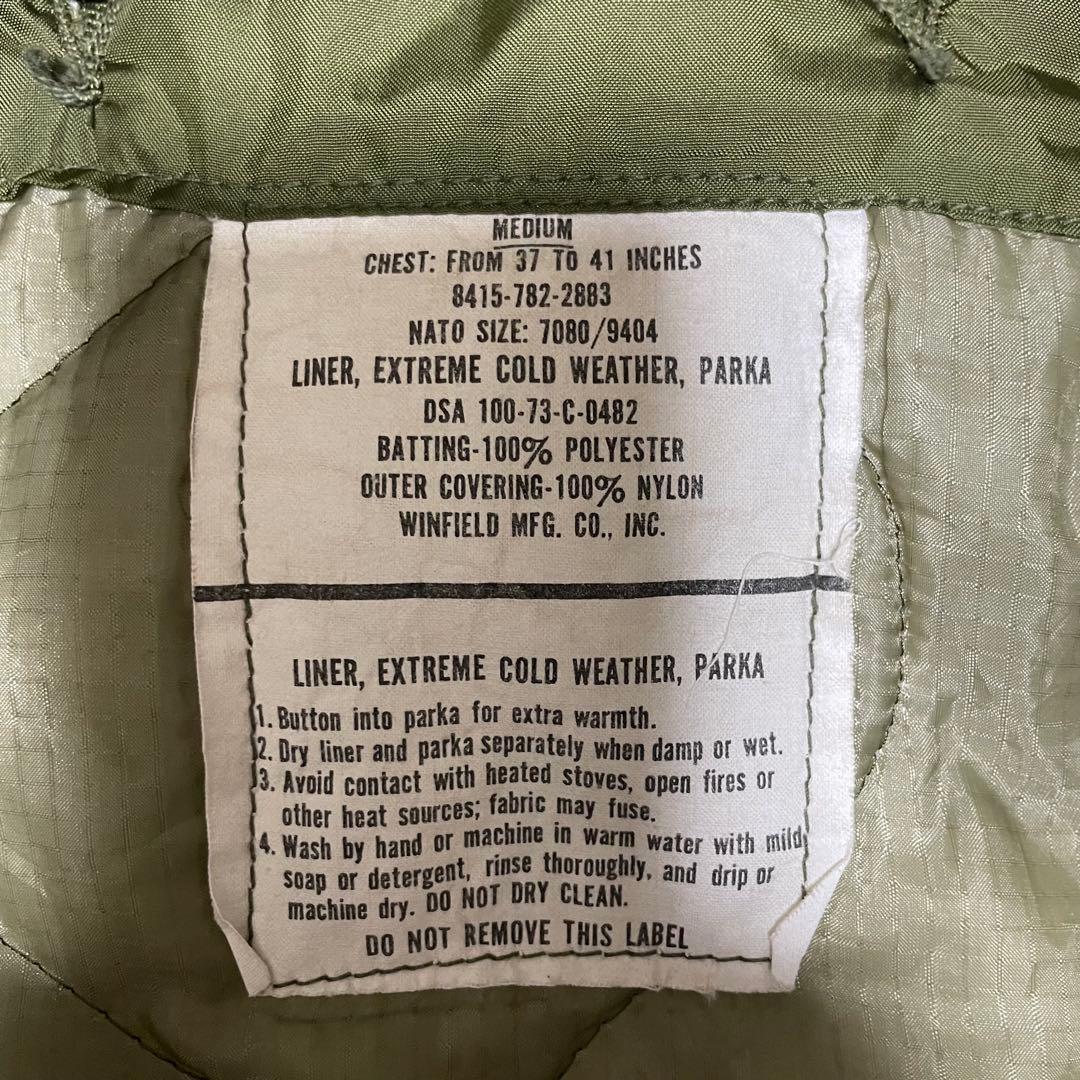 MEDIUM
CHEST: FROM 37 TO 41 INCHES
8415-782-2883
NATO SIZE: 7080/9404
LINER, EXTREME COLD WEATHER, PARKA
DSA 100-73-C-0482
BATTING-100% POLYESTER
OUTER COVERING-100% NYLON
WINFIELD MFG. CO., INC.
LINER, EXTREME COLD WEATHER, PARKA
1. Button into parka for extra warmth.
2. Dry liner and parka separately when damp or wet.
3. Avoid contact with heated stoves, open fires or
other heat sources; fabric may fuse.
4. Wash by hand or machine in warm water with mild
soap or detergent, rinse thoroughly, and drip or
machine dry. DO NOT DRY CLEAN.
DO NOT REMOVE THIS LABEL